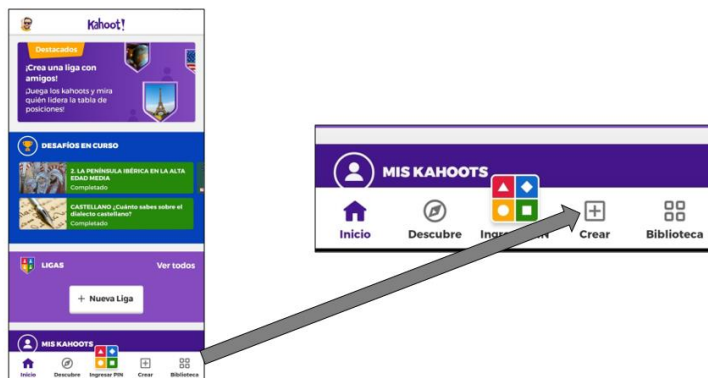 Kahoot!
Destacados
¡Crea una liga con
amigos!
¡Juega los kahoots y mira
quién lidera la tabla de
posiciones!
DESAFÍOS EN CURSO
2. LA PENÍNSULA IBÉRICA EN LA ALTA
EDAD MEDIA
Completado
CASTELLANO ¿Cuánto sabes sobre el
dialecto castellano?
Completado
LIGAS
Ver todos
+ Nueva Liga
MIS KAHOOTS
Inicio Descubre Ingresar PIN Crear Biblioteca
MIS KAHOOTS
Inicio Descubre Ingresar PIN Crear Biblioteca